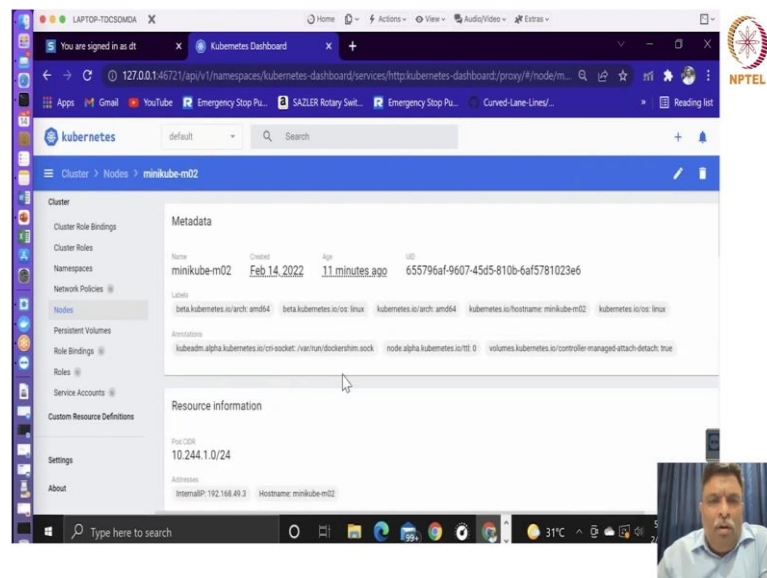 LAPTOP-TDCSOMDA
Home Actions View Audio/Video Extras
You are signed in as dt Kubernetes Dashboard
127.0.0.1:46721/api/v1/namespaces/kubernetes-dashboard/services/http:kubernetes-dashboard:/proxy/#/node/m...
Apps Gmail YouTube Emergency Stop Pu... SAZLER Rotary Swit... Emergency Stop Pu... Curved-Lane-Lines/... » Reading list
NPTEL
kubernetes default Search
Cluster > Nodes > minikube-m02
Cluster
Cluster Role Bindings
Cluster Roles
Namespaces
Network Policies
Nodes
Persistent Volumes
Role Bindings
Roles
Service Accounts
Custom Resource Definitions
Settings
About
Metadata
Name Created Age UID
minikube-m02 Feb 14, 2022 11 minutes ago 655796af-9607-45d5-810b-6af5781023e6
Labels
beta.kubernetes.io/arch: amd64 beta.kubernetes.io/os: linux kubernetes.io/arch: amd64 kubernetes.io/hostname: minikube-m02 kubernetes.io/os: linux
Annotations
kubeadm.alpha.kubernetes.io/cri-socket: /var/run/dockershim.sock node.alpha.kubernetes.io/ttl: 0 volumes.kubernetes.io/controller-managed-attach-detach: true
Resource information
Pod CIDR
10.244.1.0/24
Addresses
InternalIP: 192.168.49.3 Hostname: minikube-m02
Type here to search 99+ 31°C